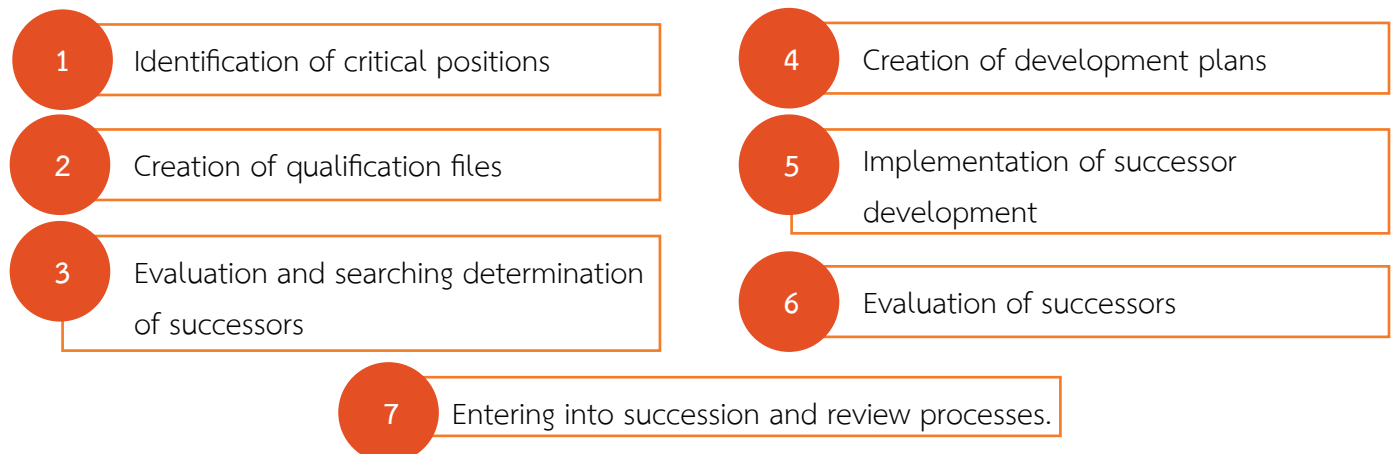 1
Identification of critical positions
2
Creation of qualification files
3
Evaluation and searching determination
of successors
4
Creation of development plans
5
Implementation of successor
development
6
Evaluation of successors
7
Entering into succession and review processes.